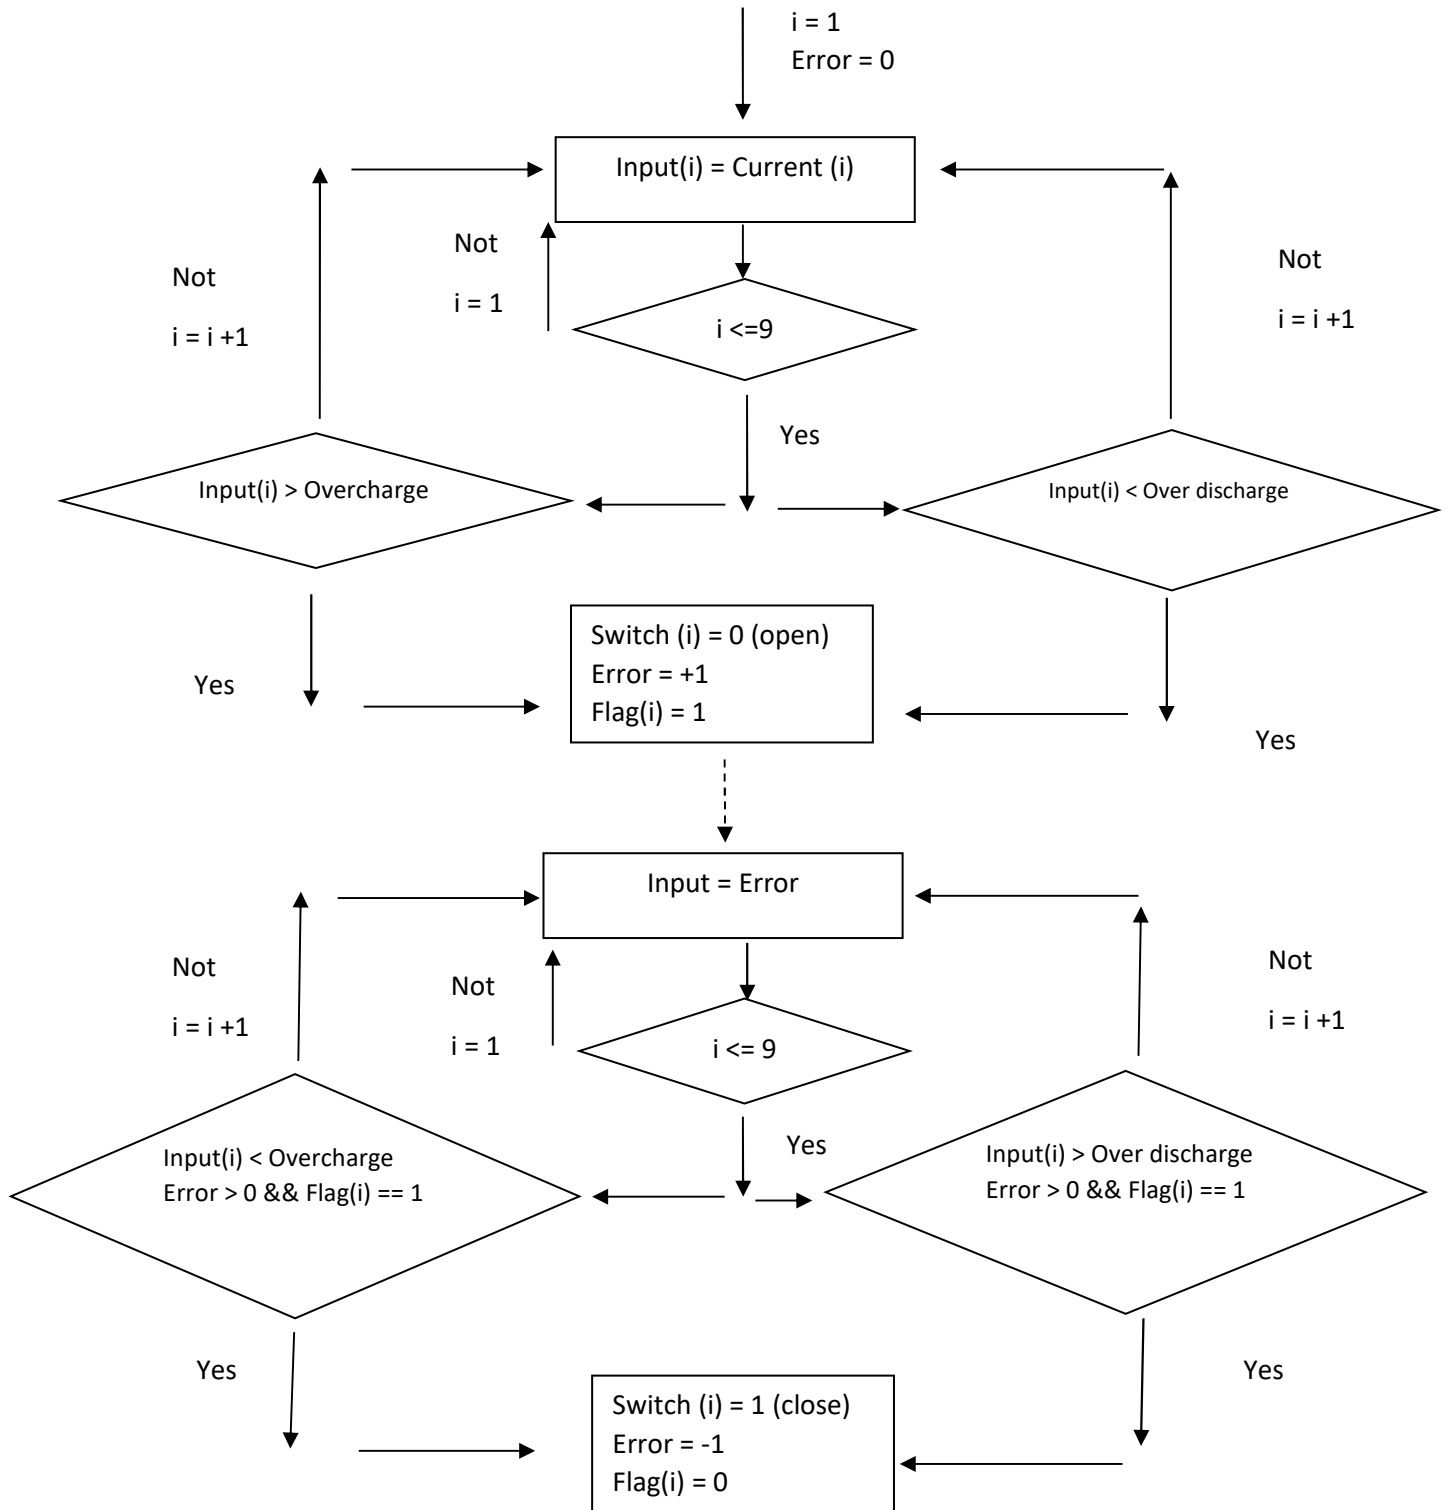 i = 1
Error = 0
Input(i) = Current (i)
Not
i = 1
Not
i = i +1
Not
i = i +1
i <=9
Yes
Input(i) > Overcharge
Input(i) < Over discharge
Switch (i) = 0 (open)
Error = +1
Flag(i) = 1
Yes
Yes
Input = Error
Not
i = i +1
Not
i = 1
Not
i = i +1
i <= 9
Yes
Input(i) < Overcharge
Error > 0 && Flag(i) == 1
Input(i) > Over discharge
Error > 0 && Flag(i) == 1
Yes
Yes
Switch (i) = 1 (close)
Error = -1
Flag(i) = 0